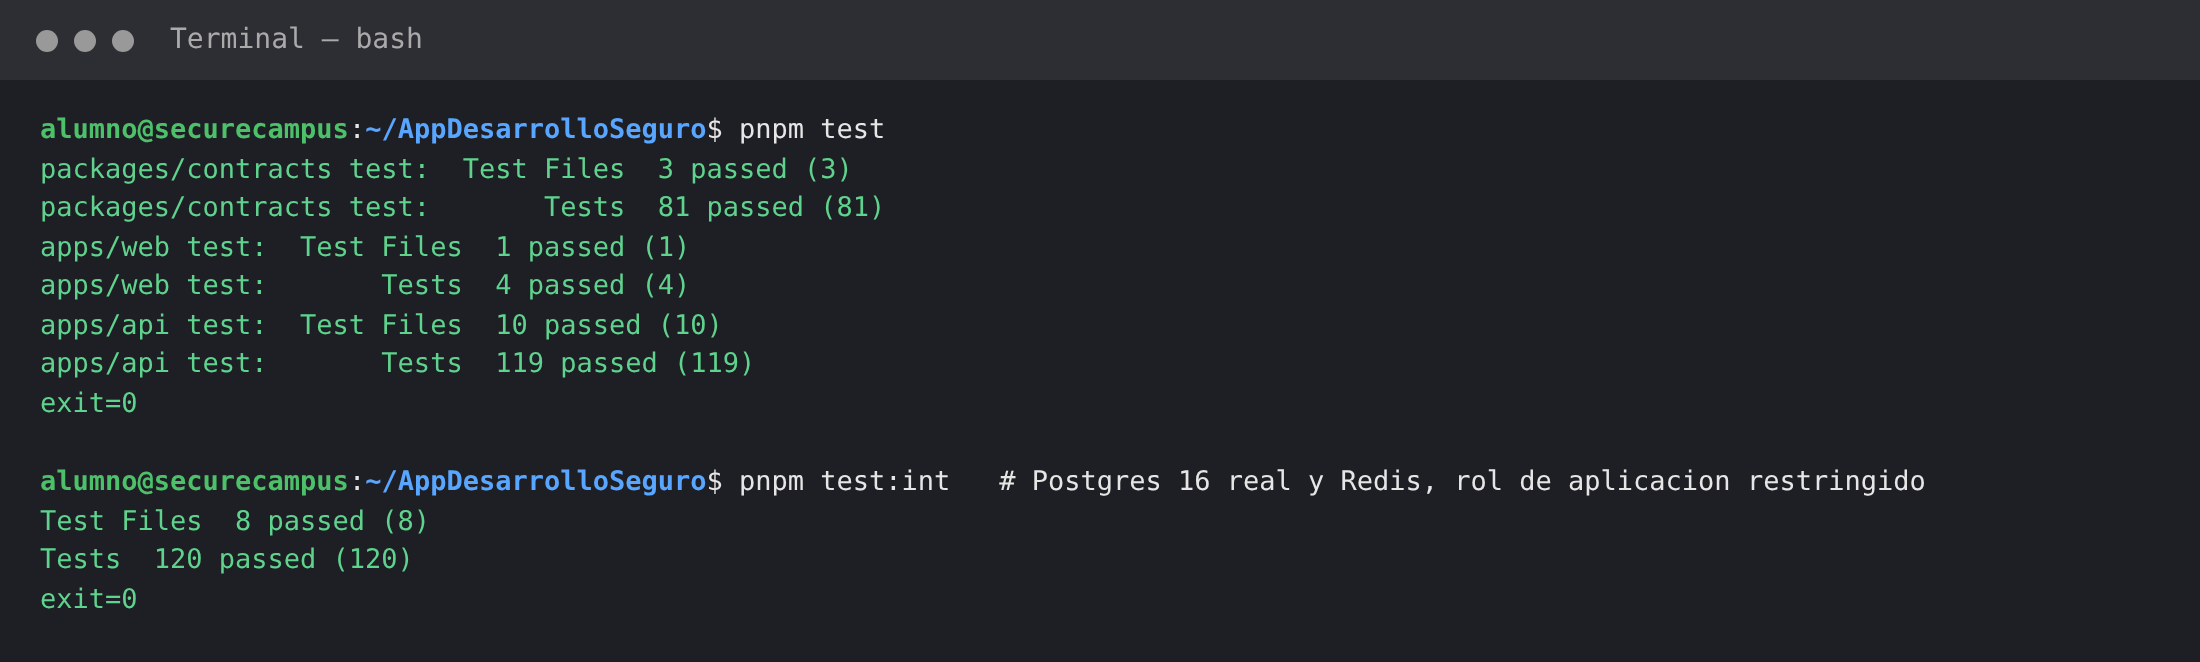 Terminal — bash
alumno@securecampus:~/AppDesarrolloSeguro$ pnpm test
packages/contracts test:  Test Files  3 passed (3)
packages/contracts test:       Tests  81 passed (81)
apps/web test:  Test Files  1 passed (1)
apps/web test:       Tests  4 passed (4)
apps/api test:  Test Files  10 passed (10)
apps/api test:       Tests  119 passed (119)
exit=0
alumno@securecampus:~/AppDesarrolloSeguro$ pnpm test:int   # Postgres 16 real y Redis, rol de aplicacion restringido
Test Files  8 passed (8)
Tests  120 passed (120)
exit=0